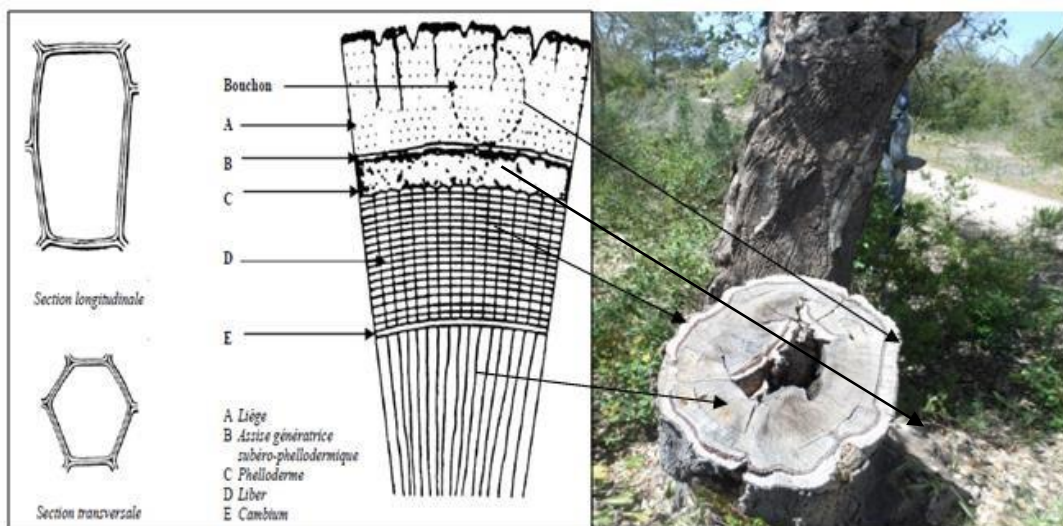 Bouchon
A
B
C
D
E
Section longitudinale
Section transversale
A Liège
B Assise génératrice
subéro-phellodermique
C Phelloderme
D Liber
E Cambium